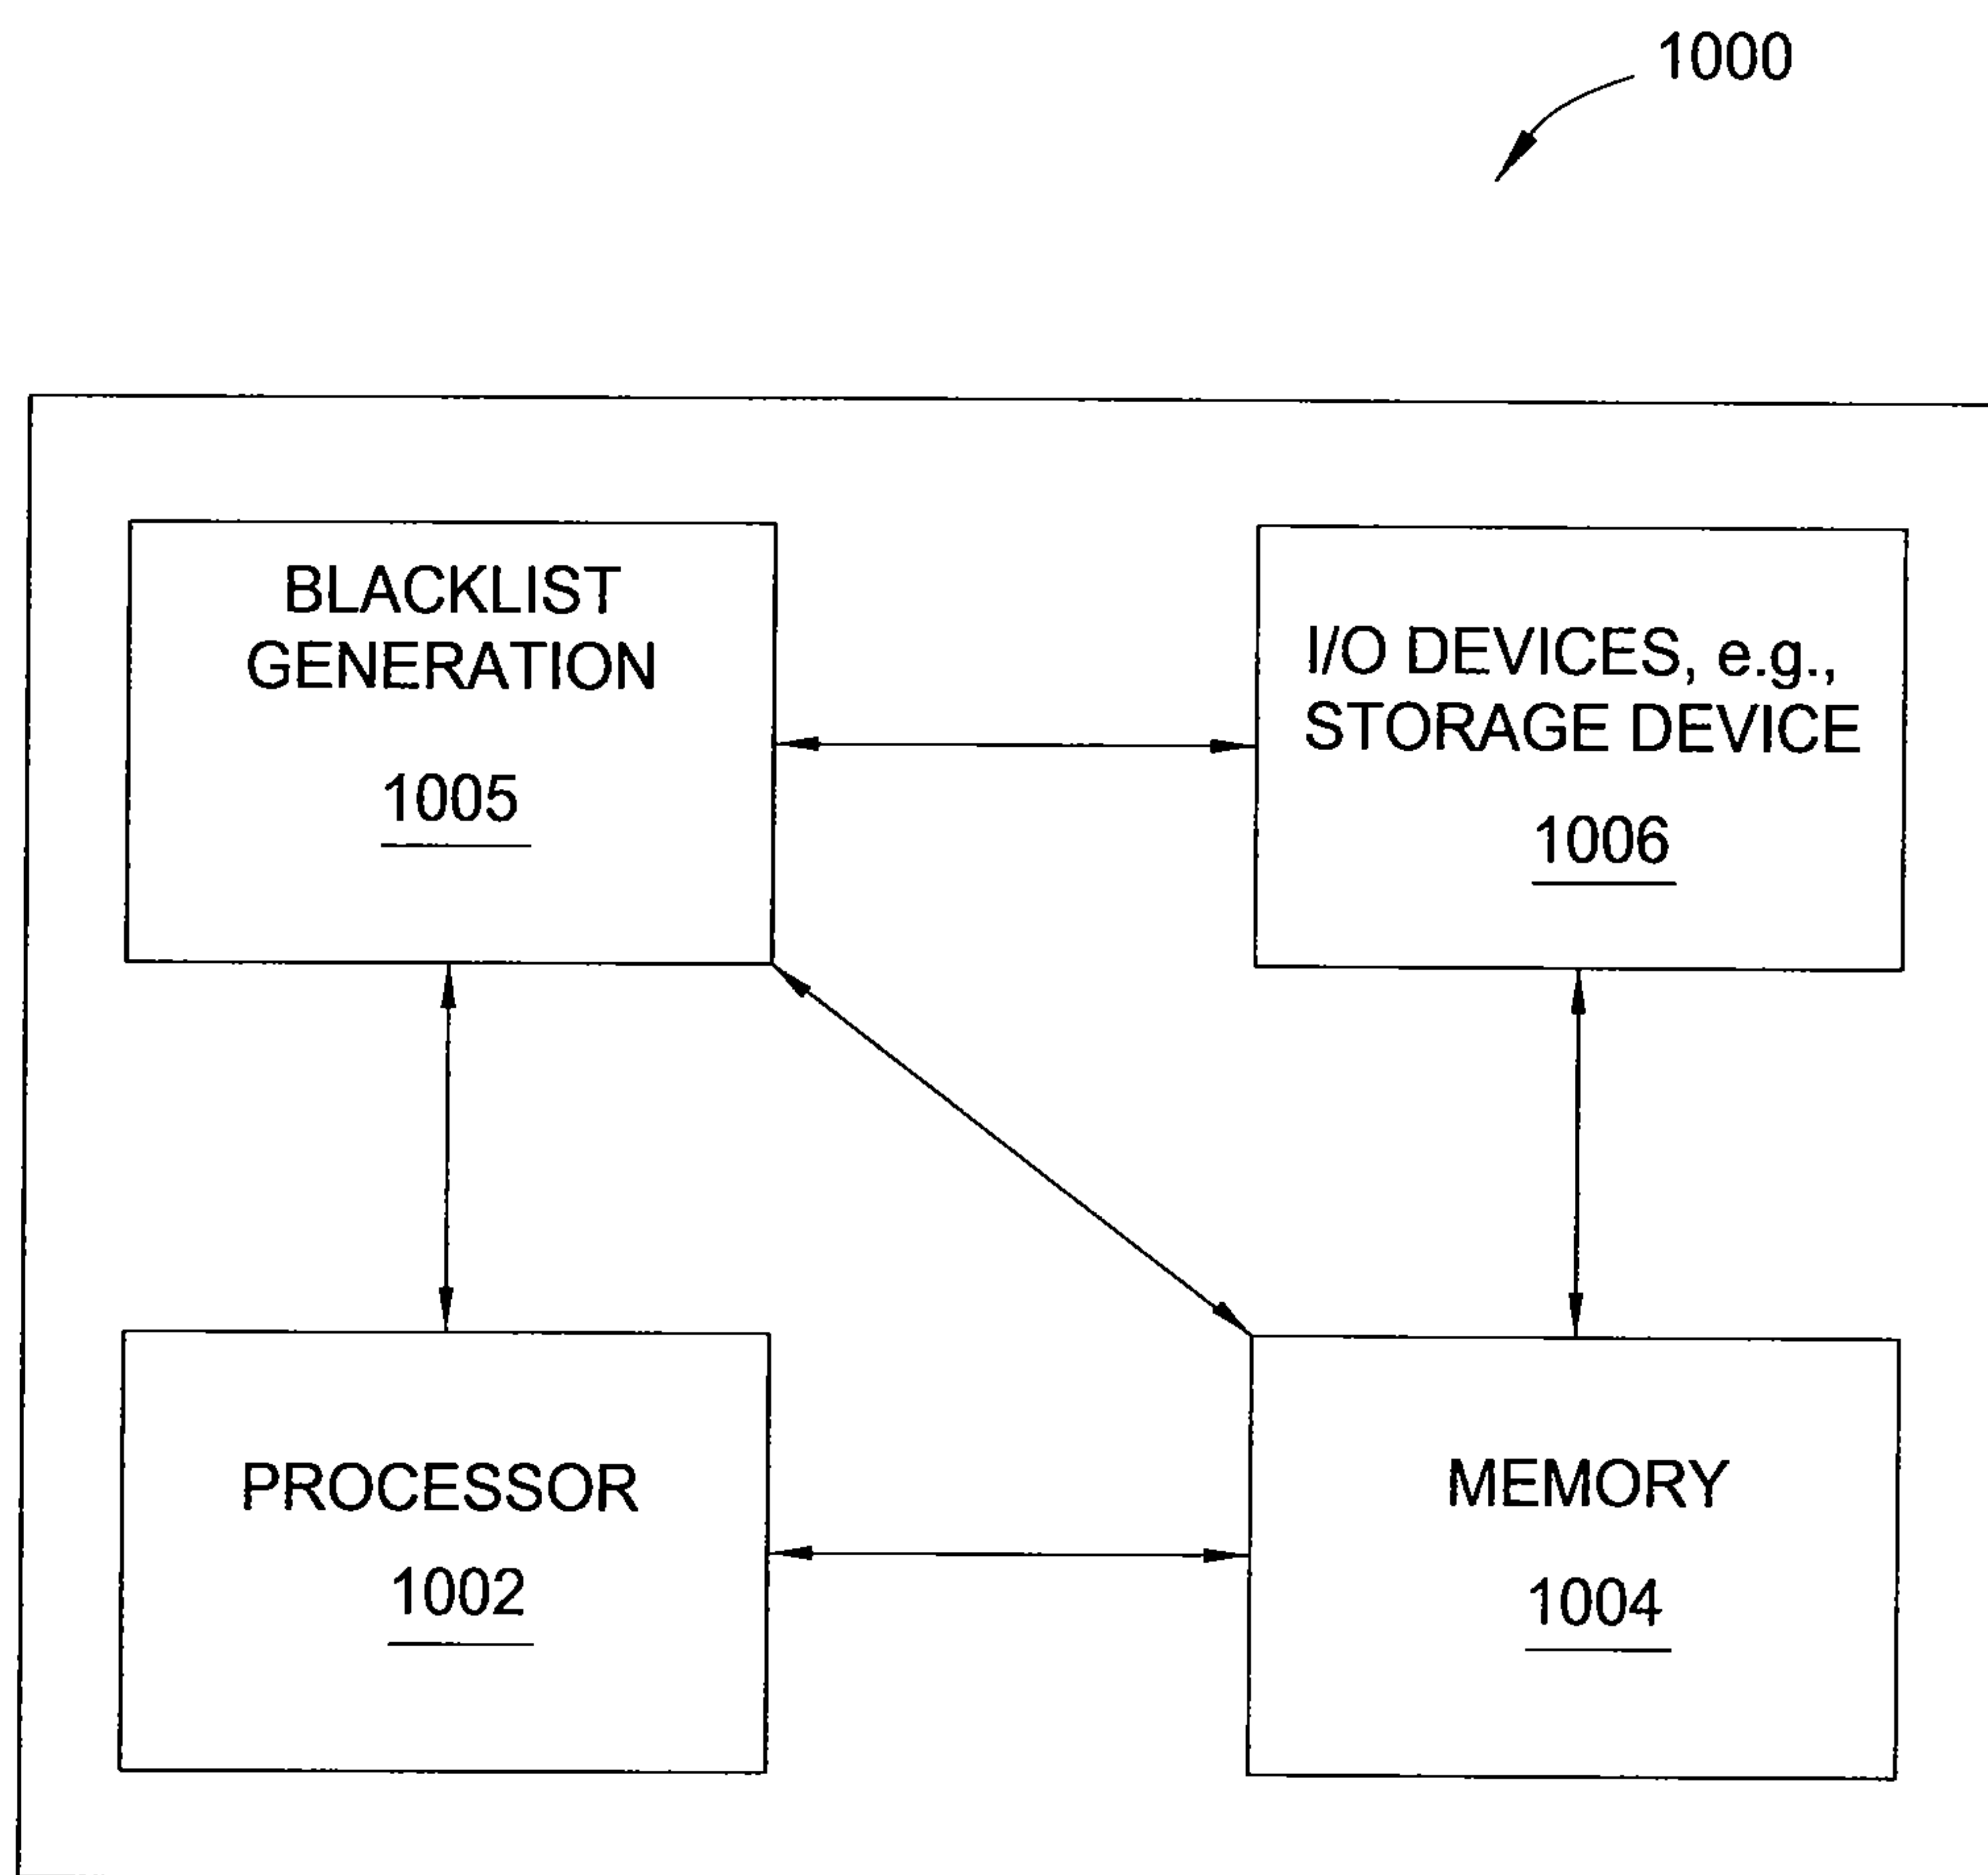 1000
BLACKLIST
GENERATION
1005
I/O DEVICES, e.g.,
STORAGE DEVICE
1006
PROCESSOR
1002
MEMORY
1004